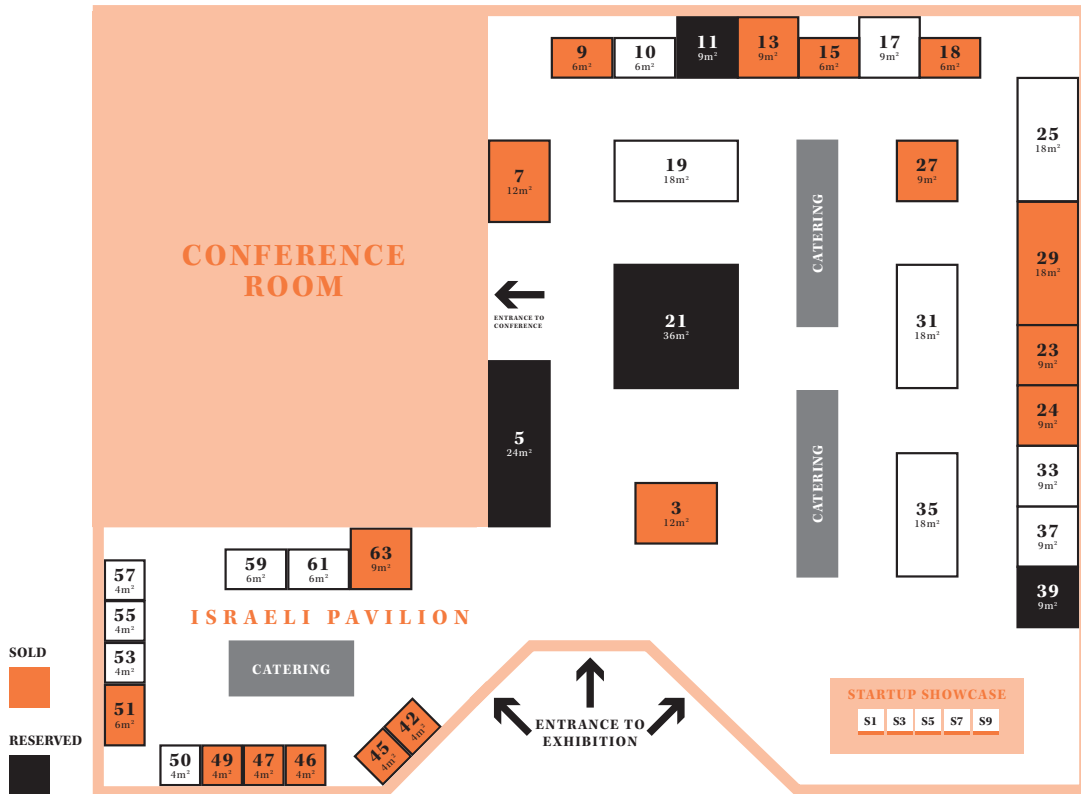 9
6m²
10
6m²
11
9m²
13
9m²
15
6m²
17
9m²
18
6m²
25
18m²
7
12m²
19
18m²
CATERING
27
9m²
CONFERENCE
ROOM
29
18m²
ENTRANCE TO
CONFERENCE
21
36m²
31
18m²
23
9m²
24
9m²
5
24m²
33
9m²
3
12m²
CATERING
35
18m²
37
9m²
39
9m²
57
4m²
59
6m²
61
6m²
63
9m²
55
4m²
ISRAELI PAVILION
53
4m²
CATERING
51
6m²
SOLD
RESERVED
50
4m²
49
4m²
47
4m²
46
4m²
45
4m²
42
4m²
ENTRANCE TO
EXHIBITION
STARTUP SHOWCASE
S1 S3 S5 S7 S9